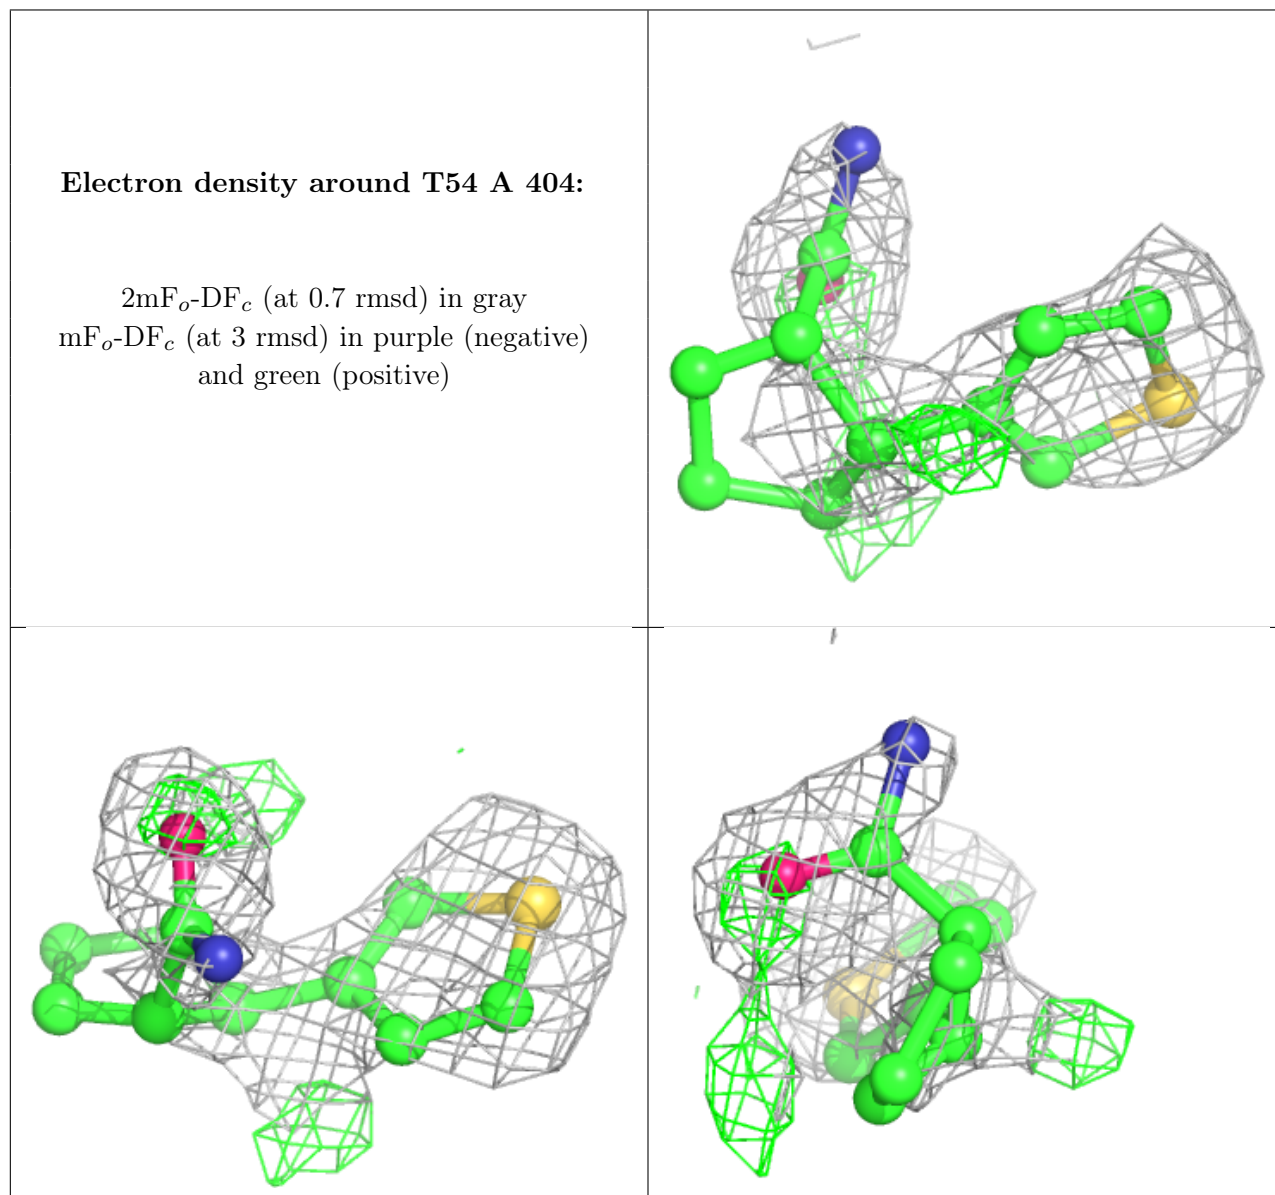 Electron density around T54 A 404:
2mFo-DFc (at 0.7 rmsd) in gray
mFo-DFc (at 3 rmsd) in purple (negative)
and green (positive)